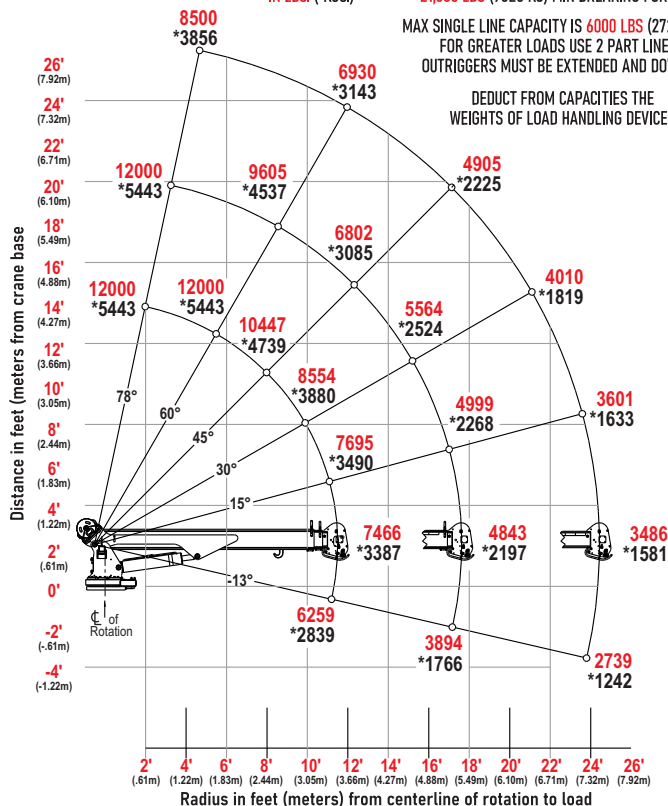 MAX SINGLE LINE CAPACITY IS 6000 LBS
FOR GREATER LOADS USE 2 PART LINE
OUTRIGGERS MUST BE EXTENDED AND
DEDUCT FROM CAPACITIES THE
WEIGHTS OF LOAD HANDLING
8500
*3856
6930
*3143
4905
*2225
4010
*1819
3601
*1633
3486
*1581
2739
*1242
12000
*5443
9605
*4537
6802
*3085
5564
*2524
4999
*2268
4843
*2197
3894
*1766
12000
*5443
12000
*5443
10447
*4739
8554
*3880
7695
*3490
7466
*3387
6259
*2839
78°
60°
45°
30°
15°
-13°
Distance in feet (meters from crane base
26'
(7.92m)
24'
(7.32m)
22'
(6.71m)
20'
(6.10m)
18'
(5.49m)
16'
(4.88m)
14'
(4.27m)
12'
(3.66m)
10'
(3.05m)
8'
(2.44m)
6'
(1.83m)
4'
(1.22m)
2'
(.61m)
0'
-2'
(-.61m)
-4'
(-1.22m)
℄ of
Rotation
2' 4' 6' 8' 10' 12' 14' 16' 18' 20' 22' 24' 26'
(.61m) (1.22m) (1.83m) (2.44m) (3.05m) (3.66m) (4.27m) (4.88m) (5.49m) (6.10m) (6.71m) (7.32m) (7.92m)
Radius in feet (meters) from centerline of rotation to load